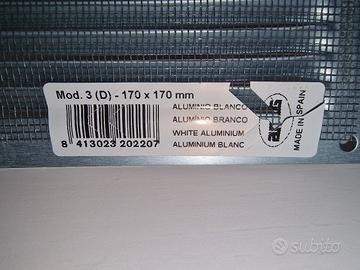 Mod. 3 (D) - 170 x 170 mm
ALUMINIO BLANCO
ALUMÍNIO BRANCO
WHITE ALUMINIUM
ALUMINIUM BLANC
8 413023 202207
MADE IN SPAIN
subito